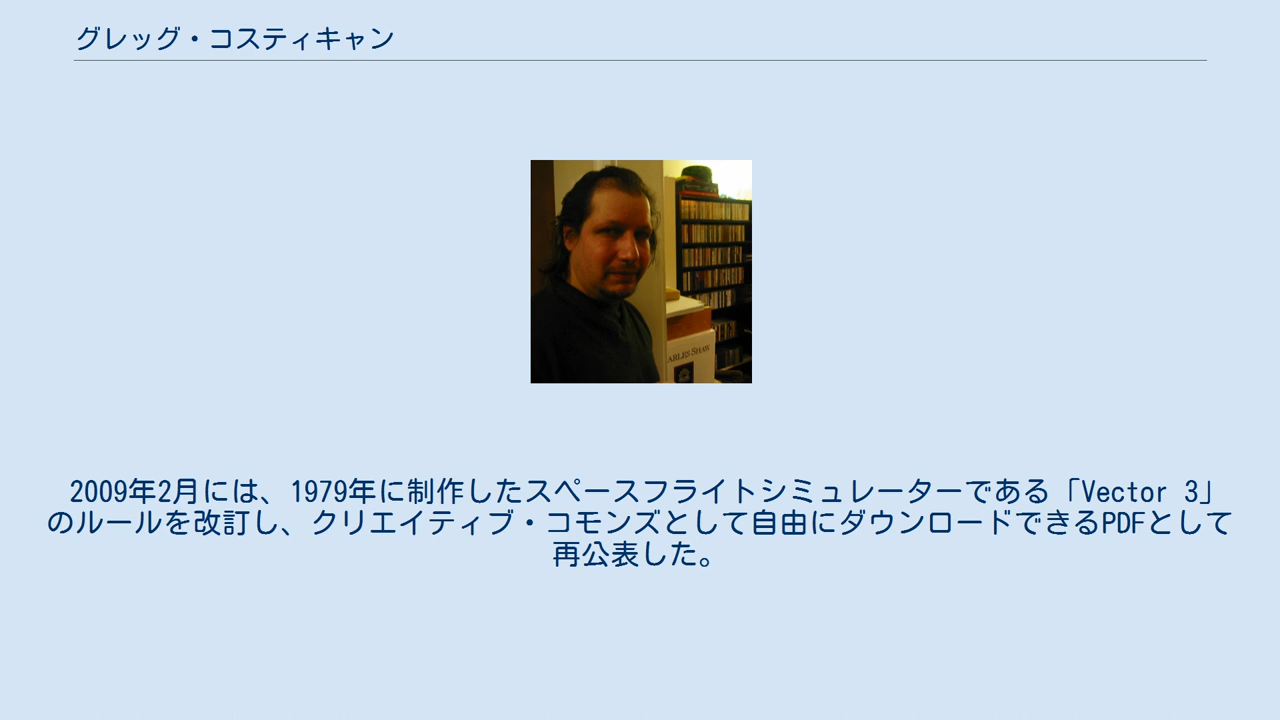 グレッグ・コスティキャン
ARLES SHAW
2009年2月には、1979年に制作したスペースフライトシミュレーターである「Vector 3」
のルールを改訂し、クリエイティブ・コモンズとして自由にダウンロードできるPDFとして
再公表した。